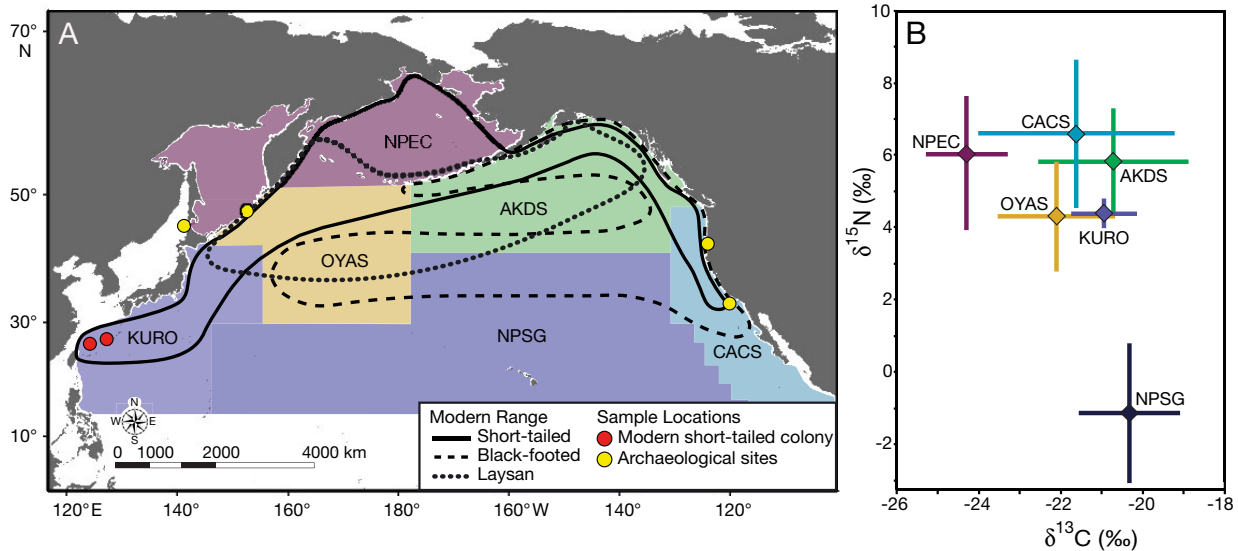 A
70°
N
50°
30°
10°
NPEC
AKDS
OYAS
KURO
NPSG
CACS
N
W E
S
0 1000 2000 4000 km
Modern Range
Short-tailed
Black-footed
Laysan
Sample Locations
Modern short-tailed colony
Archaeological sites
120°E 140° 160° 180° 160°W 140° 120°
B
10
8
6
4
2
0
-2
δ15N (‰)
NPEC
CACS
AKDS
OYAS
KURO
NPSG
-26 -24 -22 -20 -18
δ13C (‰)